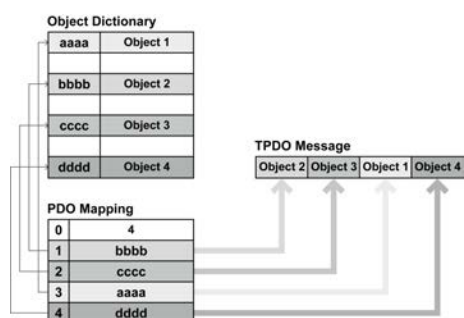 Object Dictionary
aaaa Object 1
bbbb Object 2
cccc Object 3
dddd Object 4
TPDO Message
Object 2 Object 3 Object 1 Object 4
PDO Mapping
0 4
1 bbbb
2 cccc
3 aaaa
4 dddd